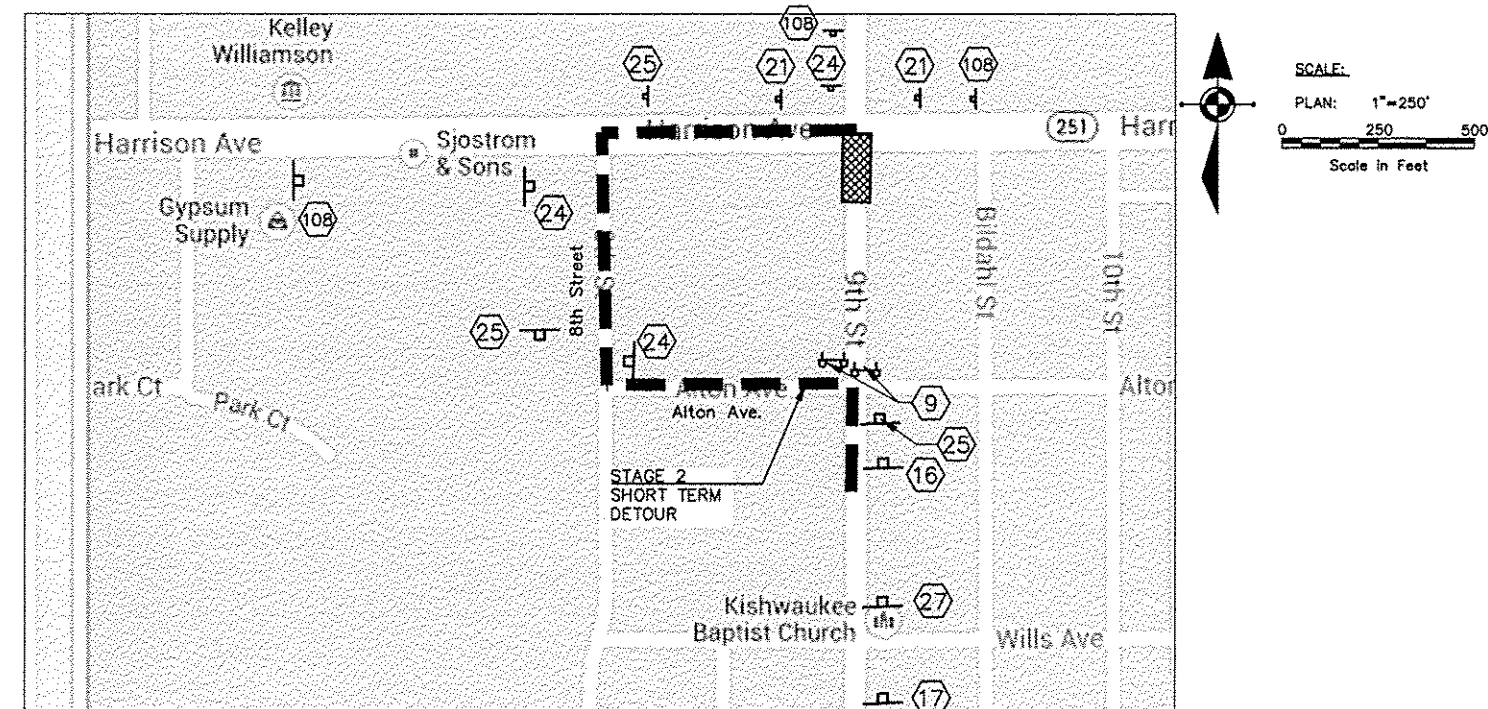 Kelley
Williamson
108
25
21
24
21
108
SCALE:
PLAN: 1"=250'
0 250 500
Scale in Feet
Harrison Ave
Harrison Ave
251
Harr
Sjostrom
& Sons
Gypsum
Supply
108
24
8th Street
S
25
24
9th St
Bildahl St
10th St
ark Ct
Park Ct
Alton Ave
Alton Ave.
Alton
9
25
16
STAGE 2
SHORT TERM
DETOUR
Kishwaukee
Baptist Church
27
Wills Ave
17